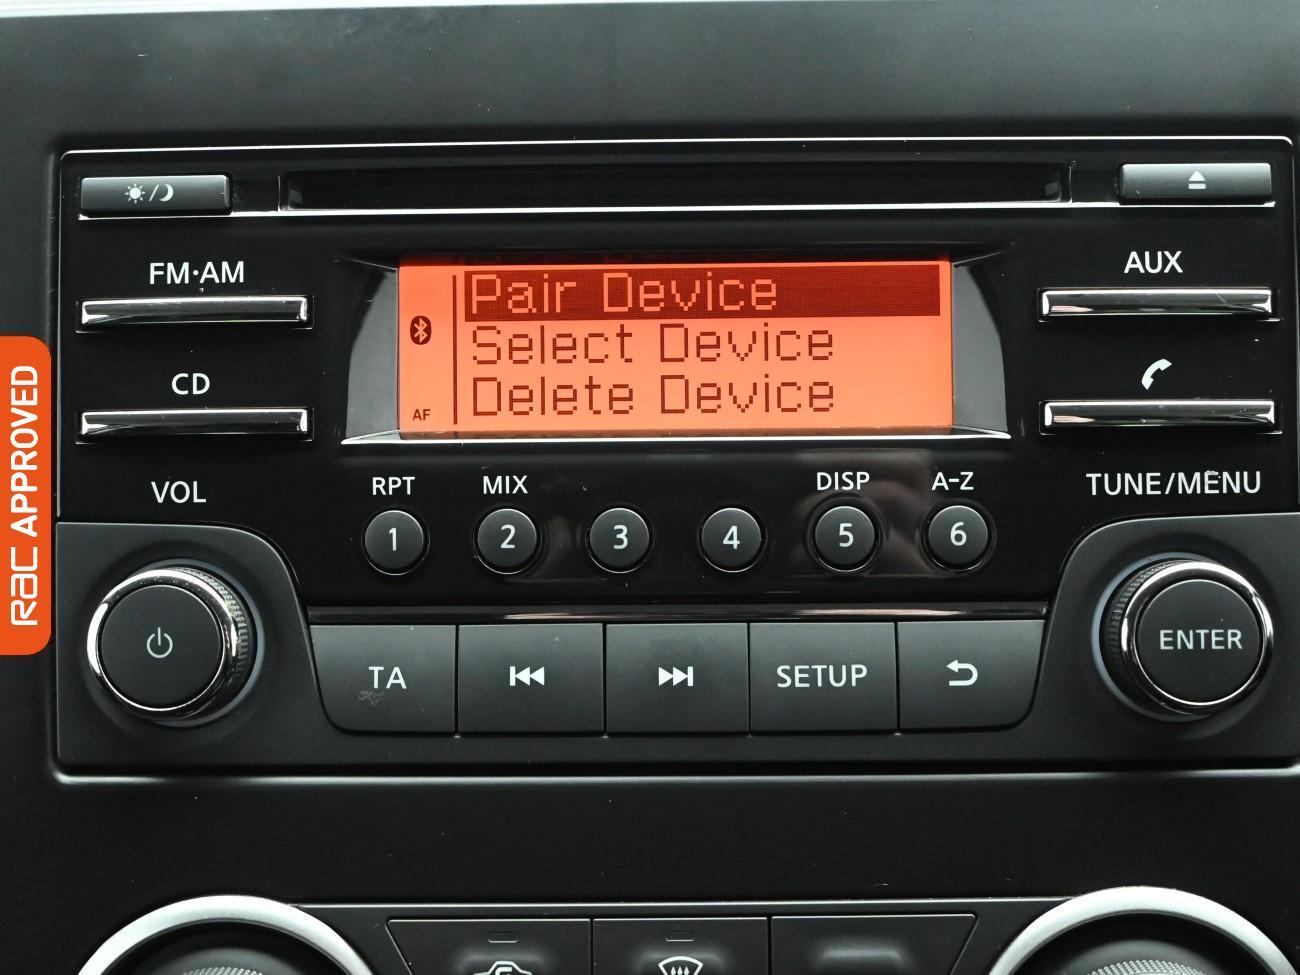 FM·AM
AUX
Pair Device
Select Device
Delete Device
AF
CD
VOL
RPT
MIX
DISP
A-Z
TUNE/MENU
1
2
3
4
5
6
TA
SETUP
ENTER
RAC APPROVED